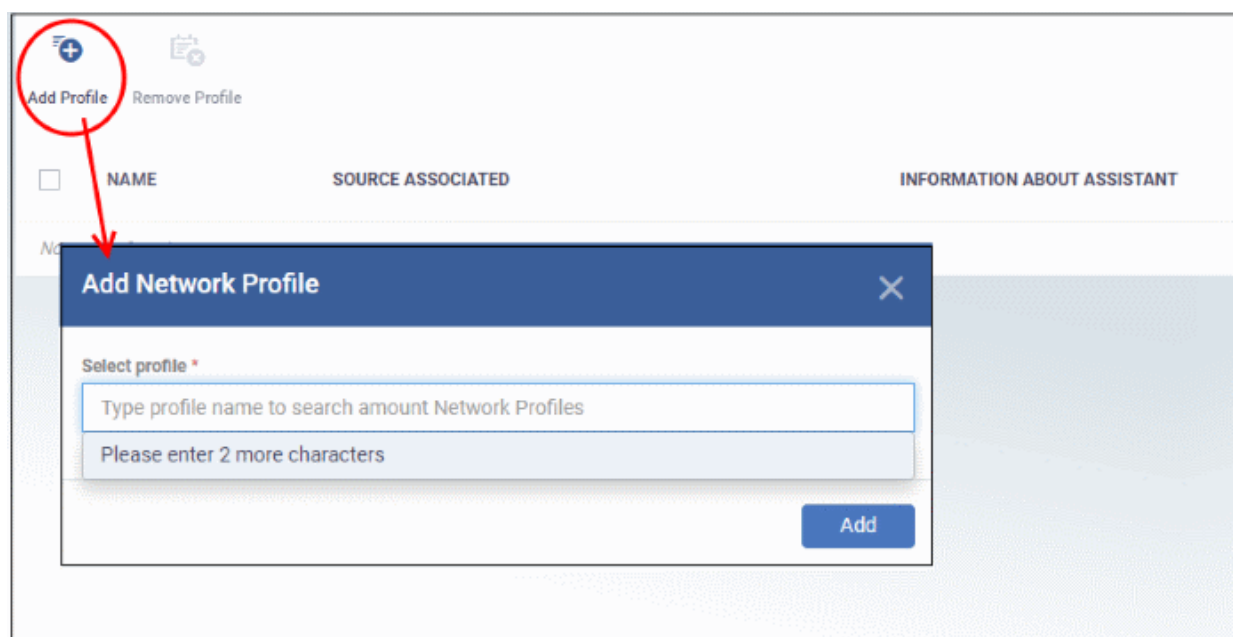 Add Profile Remove Profile
NAME SOURCE ASSOCIATED INFORMATION ABOUT ASSISTANT
Add Network Profile
Select profile *
Type profile name to search amount Network Profiles
Please enter 2 more characters
Add